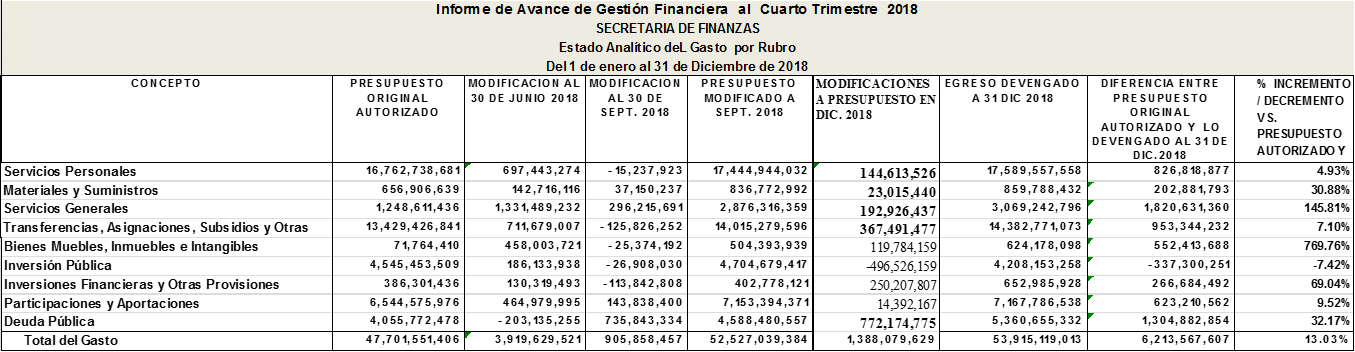 Informe de Avance de Gestión Financiera al Cuarto Trimestre 2018
SECRETARIA DE FINANZAS
Estado Analítico deL Gasto por Rubro
Del 1 de enero al 31 de Diciembre de 2018
CONCEPTO PRESUPUESTO ORIGINAL AUTORIZADO MODIFICACION AL 30 DE JUNIO 2018 MODIFICACION AL 30 DE SEPT. 2018 PRESUPUESTO MODIFICADO A SEPT. 2018 MODIFICACIONES A PRESUPUESTO EN DIC. 2018 EGRESO DEVENGADO A 31 DIC 2018 DIFERENCIA ENTRE PRESUPUESTO ORIGINAL AUTORIZADO Y LO DEVENGADO AL 31 DE DIC.2018 % INCREMENTO / DECREMENTO VS. PRESUPUESTO AUTORIZADO Y
Servicios Personales 16,762,738,681 697,443,274 -15,237,923 17,444,944,032 144,613,526 17,589,557,558 826,818,877 4.93%
Materiales y Suministros 656,906,639 142,716,116 37,150,237 836,772,992 23,015,440 859,788,432 202,881,793 30.88%
Servicios Generales 1,248,611,436 1,331,489,232 296,215,691 2,876,316,359 192,926,437 3,069,242,796 1,820,631,360 145.81%
Transferencias, Asignaciones, Subsidios y Otras 13,429,426,841 711,679,007 -125,826,252 14,015,279,596 367,491,477 14,382,771,073 953,344,232 7.10%
Bienes Muebles, Inmuebles e Intangibles 71,764,410 458,003,721 -25,374,192 504,393,939 119,784,159 624,178,098 552,413,688 769.76%
Inversión Pública 4,545,453,509 186,133,938 -26,908,030 4,704,679,417 -496,526,159 4,208,153,258 -337,300,251 -7.42%
Inversiones Financieras y Otras Provisiones 386,301,436 130,319,493 -113,842,808 402,778,121 250,207,807 652,985,928 266,684,492 69.04%
Participaciones y Aportaciones 6,544,575,976 464,979,995 143,838,400 7,153,394,371 14,392,167 7,167,786,538 623,210,562 9.52%
Deuda Pública 4,055,772,478 -203,135,255 735,843,334 4,588,480,557 772,174,775 5,360,655,332 1,304,882,854 32.17%
Total del Gasto 47,701,551,406 3,919,629,521 905,858,457 52,527,039,384 1,388,079,629 53,915,119,013 6,213,567,607 13.03%